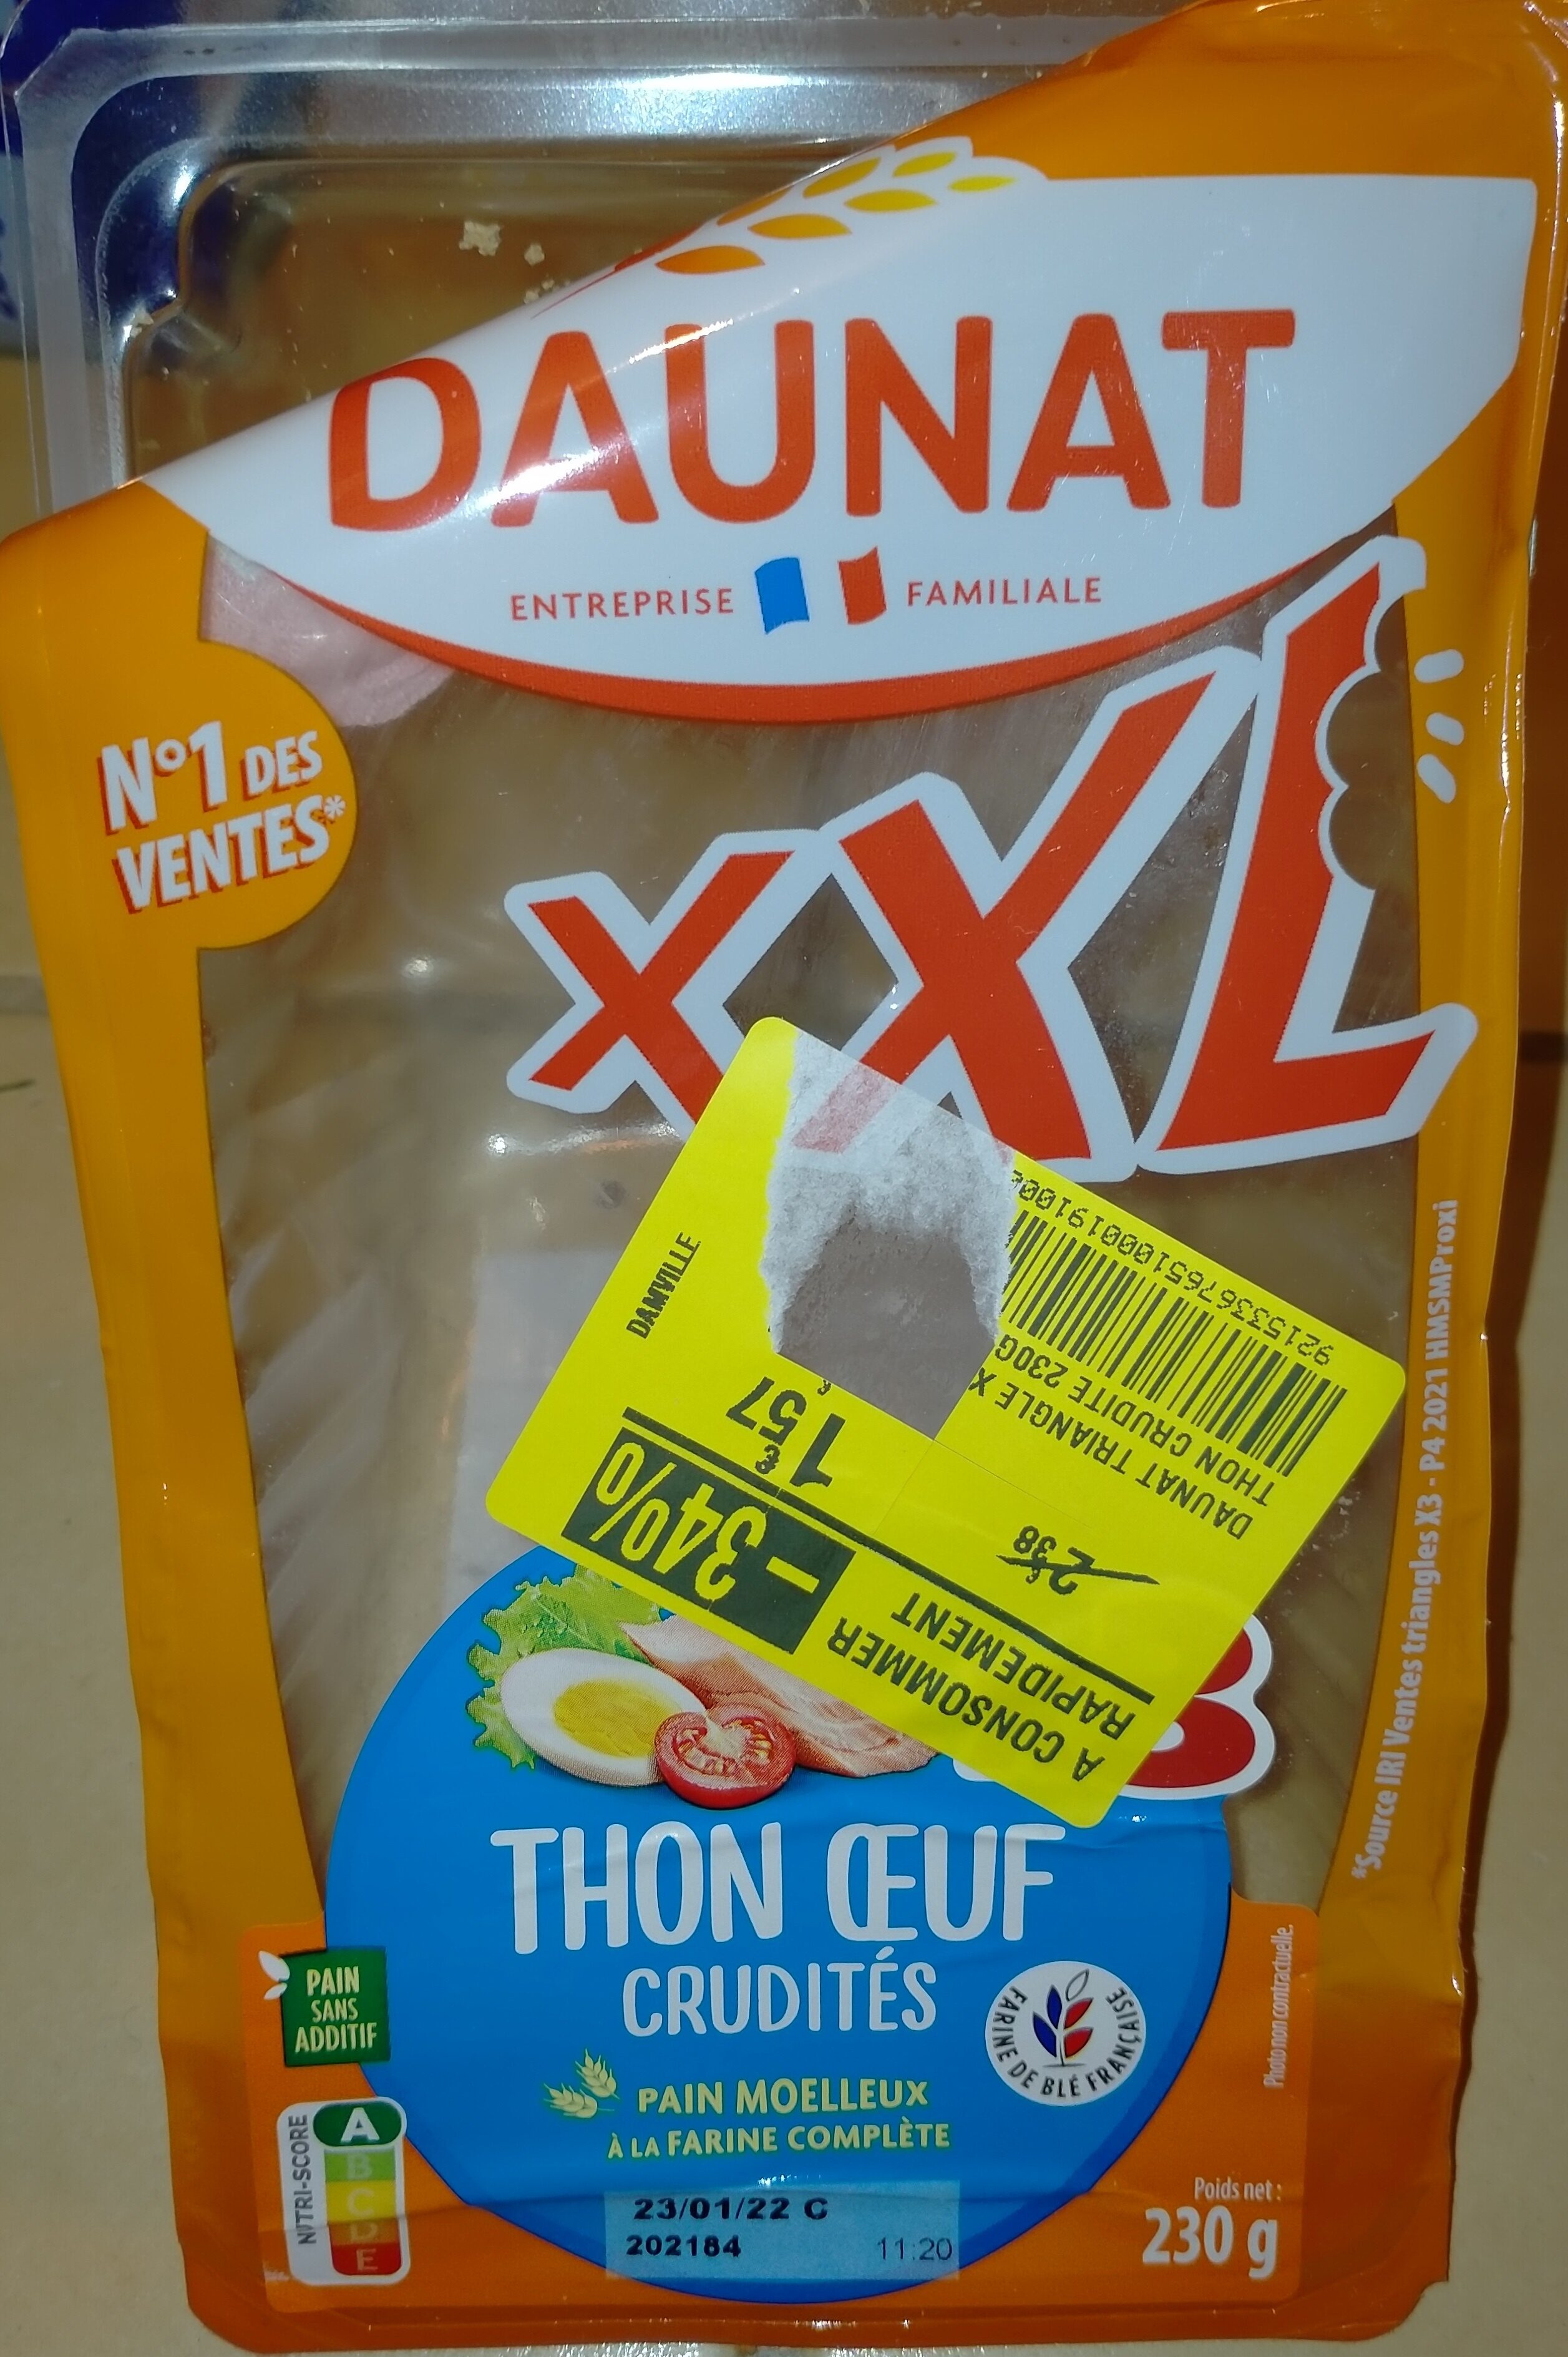 DAUNAT
ENTREPRISE FAMILIALE
N°1 DES
VENTES*
XXL
A CONSOMMER
RAPIDEMENT
-34%
2€38
1€57
DAUNAT TRIANGLE X
THON CRUDITE 230G
DAMVILLE
3
THON ŒUF
CRUDITÉS
PAIN MOELLEUX
À LA FARINE COMPLÈTE
FARINE DE BLÉ FRANÇAISE
PAIN
SANS
ADDITIF
NUTRI-SCORE
A
B
C
D
E
23/01/22 C
202184 11:20
Poids net :
230 g
Photo non contractuelle.
*Source IRI Ventes triangles X3 - P4 2021 HMSMProxi